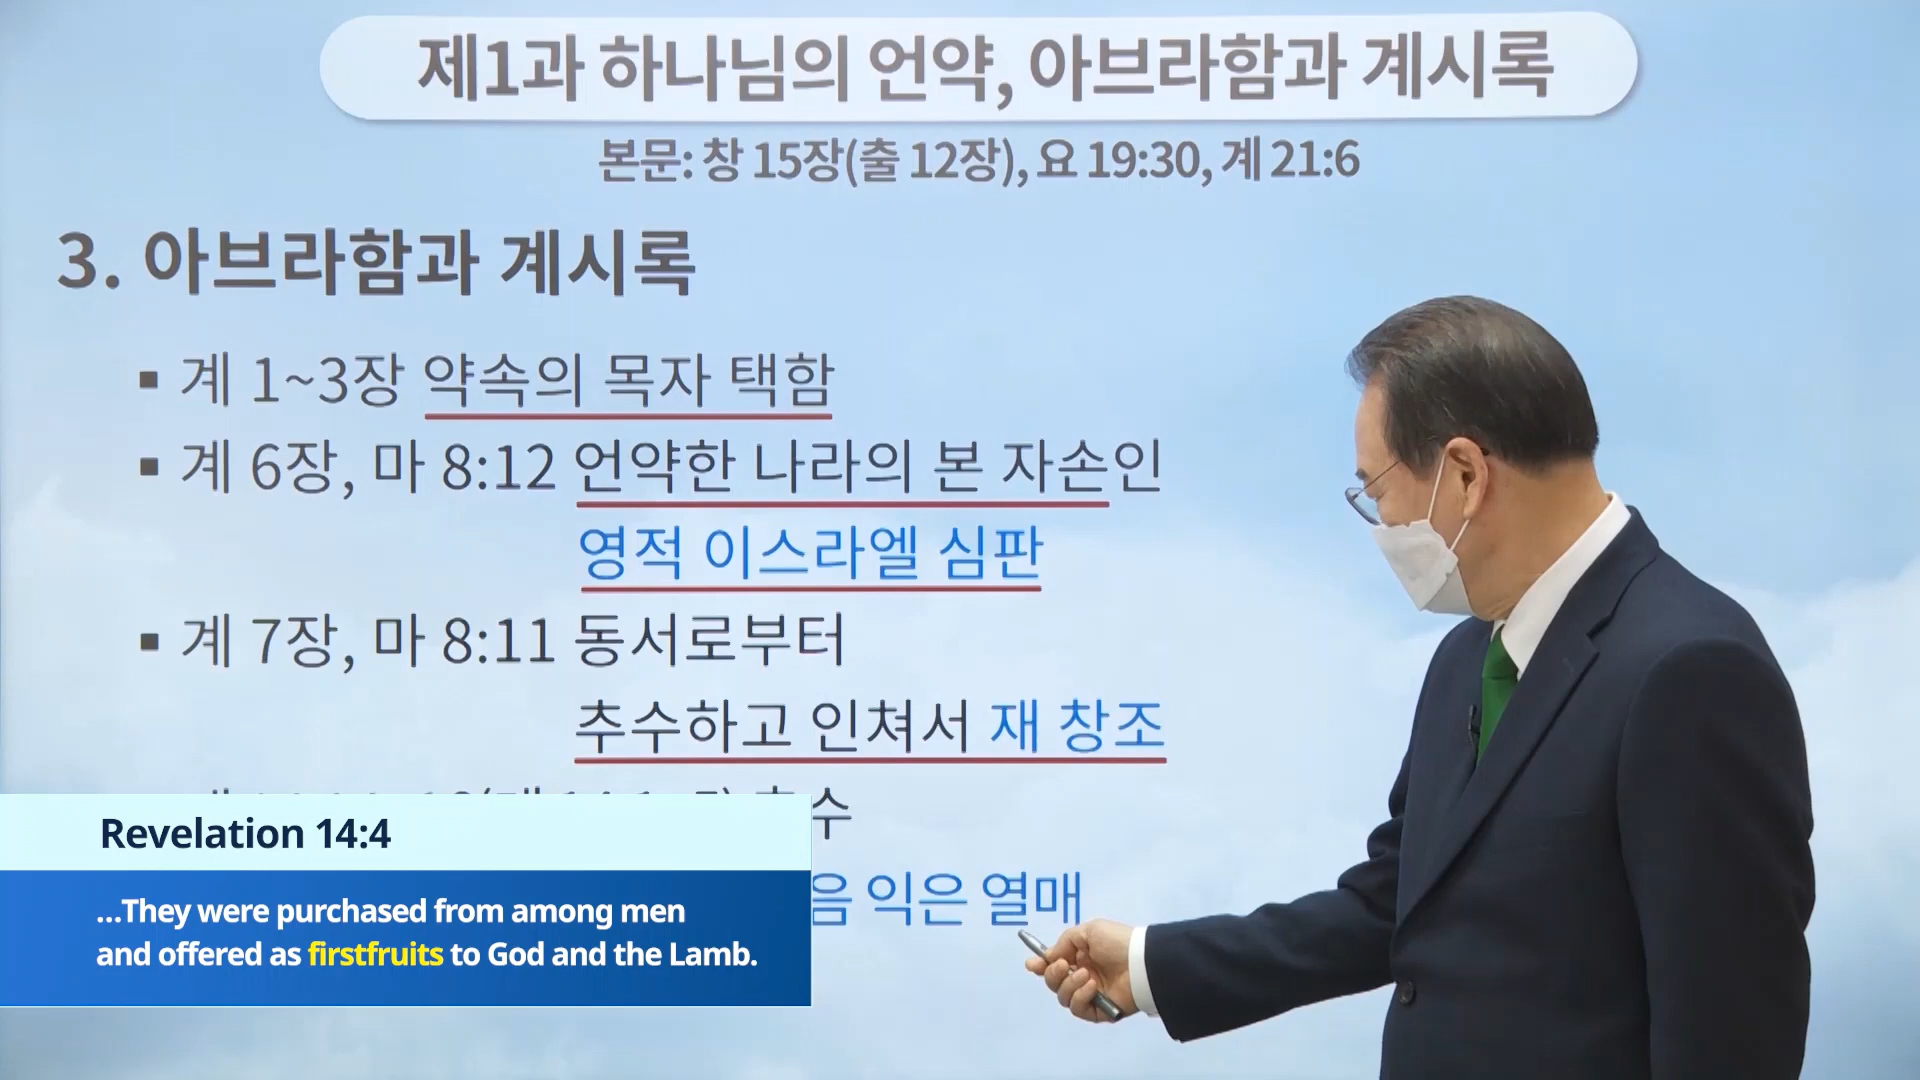 제1과 하나님의 언약, 아브라함과 계시록
본문: 창 15장(출 12장), 요 19:30, 계 21:6
3. 아브라함과 계시록
▪ 계 1~3장 약속의 목자 택함
▪ 계 6장, 마 8:12 언약한 나라의 본 자손인
영적 이스라엘 심판
▪ 계 7장, 마 8:11 동서로부터
추수하고 인쳐서 재 창조
수
음 익은 열매
Revelation 14:4
...They were purchased from among men
and offered as firstfruits to God and the Lamb.